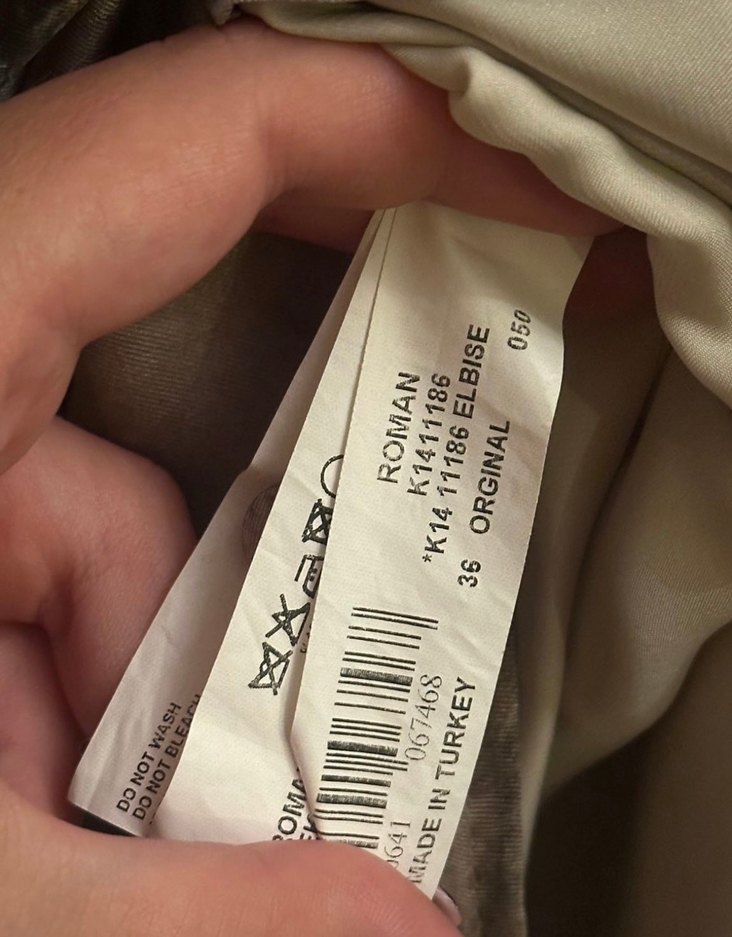 ROMAN
K1411186
*K14 11186 ELBISE
36 ORGINAL 050
067468
MADE IN TURKEY
DO NOT WASH
DO NOT BLEACH